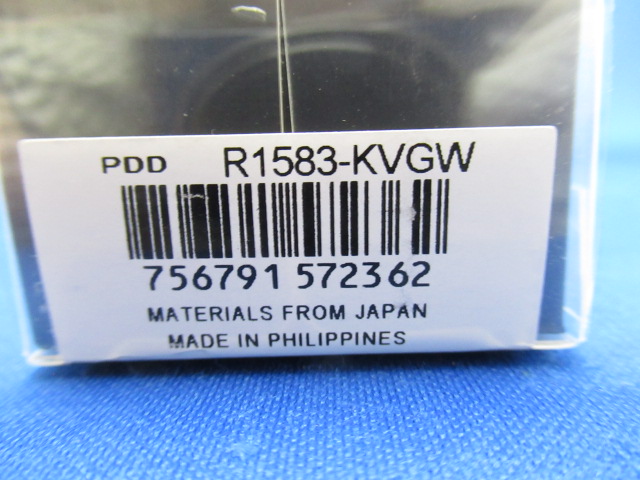 PDD R1583-KVGW
756791 572362
MATERIALS FROM JAPAN
MADE IN PHILIPPINES